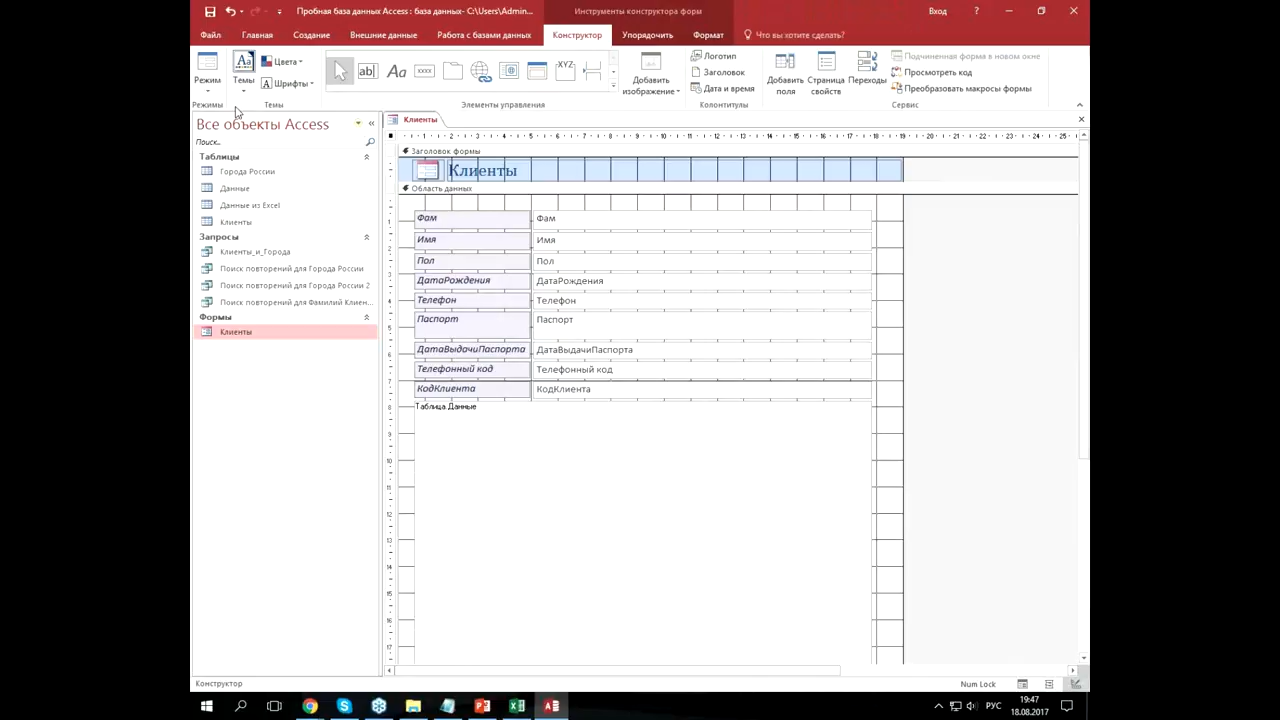 Пробная база данных Access : база данных- C:\Users\Admin...
Инструменты конструктора форм
Вход
Файл
Главная
Создание
Внешние данные
Работа с базами данных
Конструктор
Упорядочить
Формат
Что вы хотите сделать?
Режим
Темы
Цвета
Шрифты
Добавить изображение
Логотип
Заголовок
Дата и время
Добавить поля
Страница свойств
Переходы
Подчиненная форма в новом окне
Просмотреть код
Преобразовать макросы формы
Режимы
Темы
Элементы управления
Колонтитулы
Сервис
Все объекты Access
Поиск...
Таблицы
Города России
Данные
Данные из Excel
Клиенты
Запросы
Клиенты_и_Города
Поиск повторений для Города России
Поиск повторений для Города России 2
Поиск повторений для Фамилий Клиен...
Формы
Клиенты
Клиенты
Заголовок формы
Клиенты
Область данных
Фам Фам
Имя Имя
Пол Пол
ДатаРождения ДатаРождения
Телефон Телефон
Паспорт Паспорт
ДатаВыдачиПаспорта ДатаВыдачиПаспорта
Телефонный код Телефонный код
КодКлиента КодКлиента
Таблица.Данные
Конструктор
Num Lock
РУС
19:47
18.08.2017